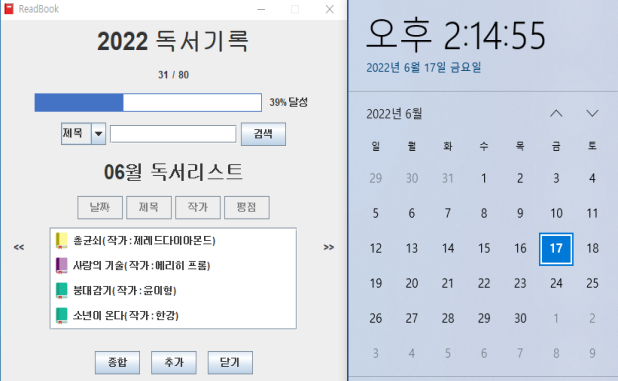 ReadBook
2022 독서기록
31 / 80
39% 달성
제목
검색
06월 독서리스트
날짜 제목 작가 평점
<<
총균쇠(작가:제레드다이아몬드)
사랑의 기술(작가:에리히 프롬)
붕대감기(작가:윤이형)
소년이 온다(작가:한강)
>>
종합 추가 닫기
오후 2:14:55
2022년 6월 17일 금요일
2022년 6월
일 월 화 수 목 금 토
29 30 31 1 2 3 4
5 6 7 8 9 10 11
12 13 14 15 16 17 18
19 20 21 22 23 24 25
26 27 28 29 30 1 2
3 4 5 6 7 8 9